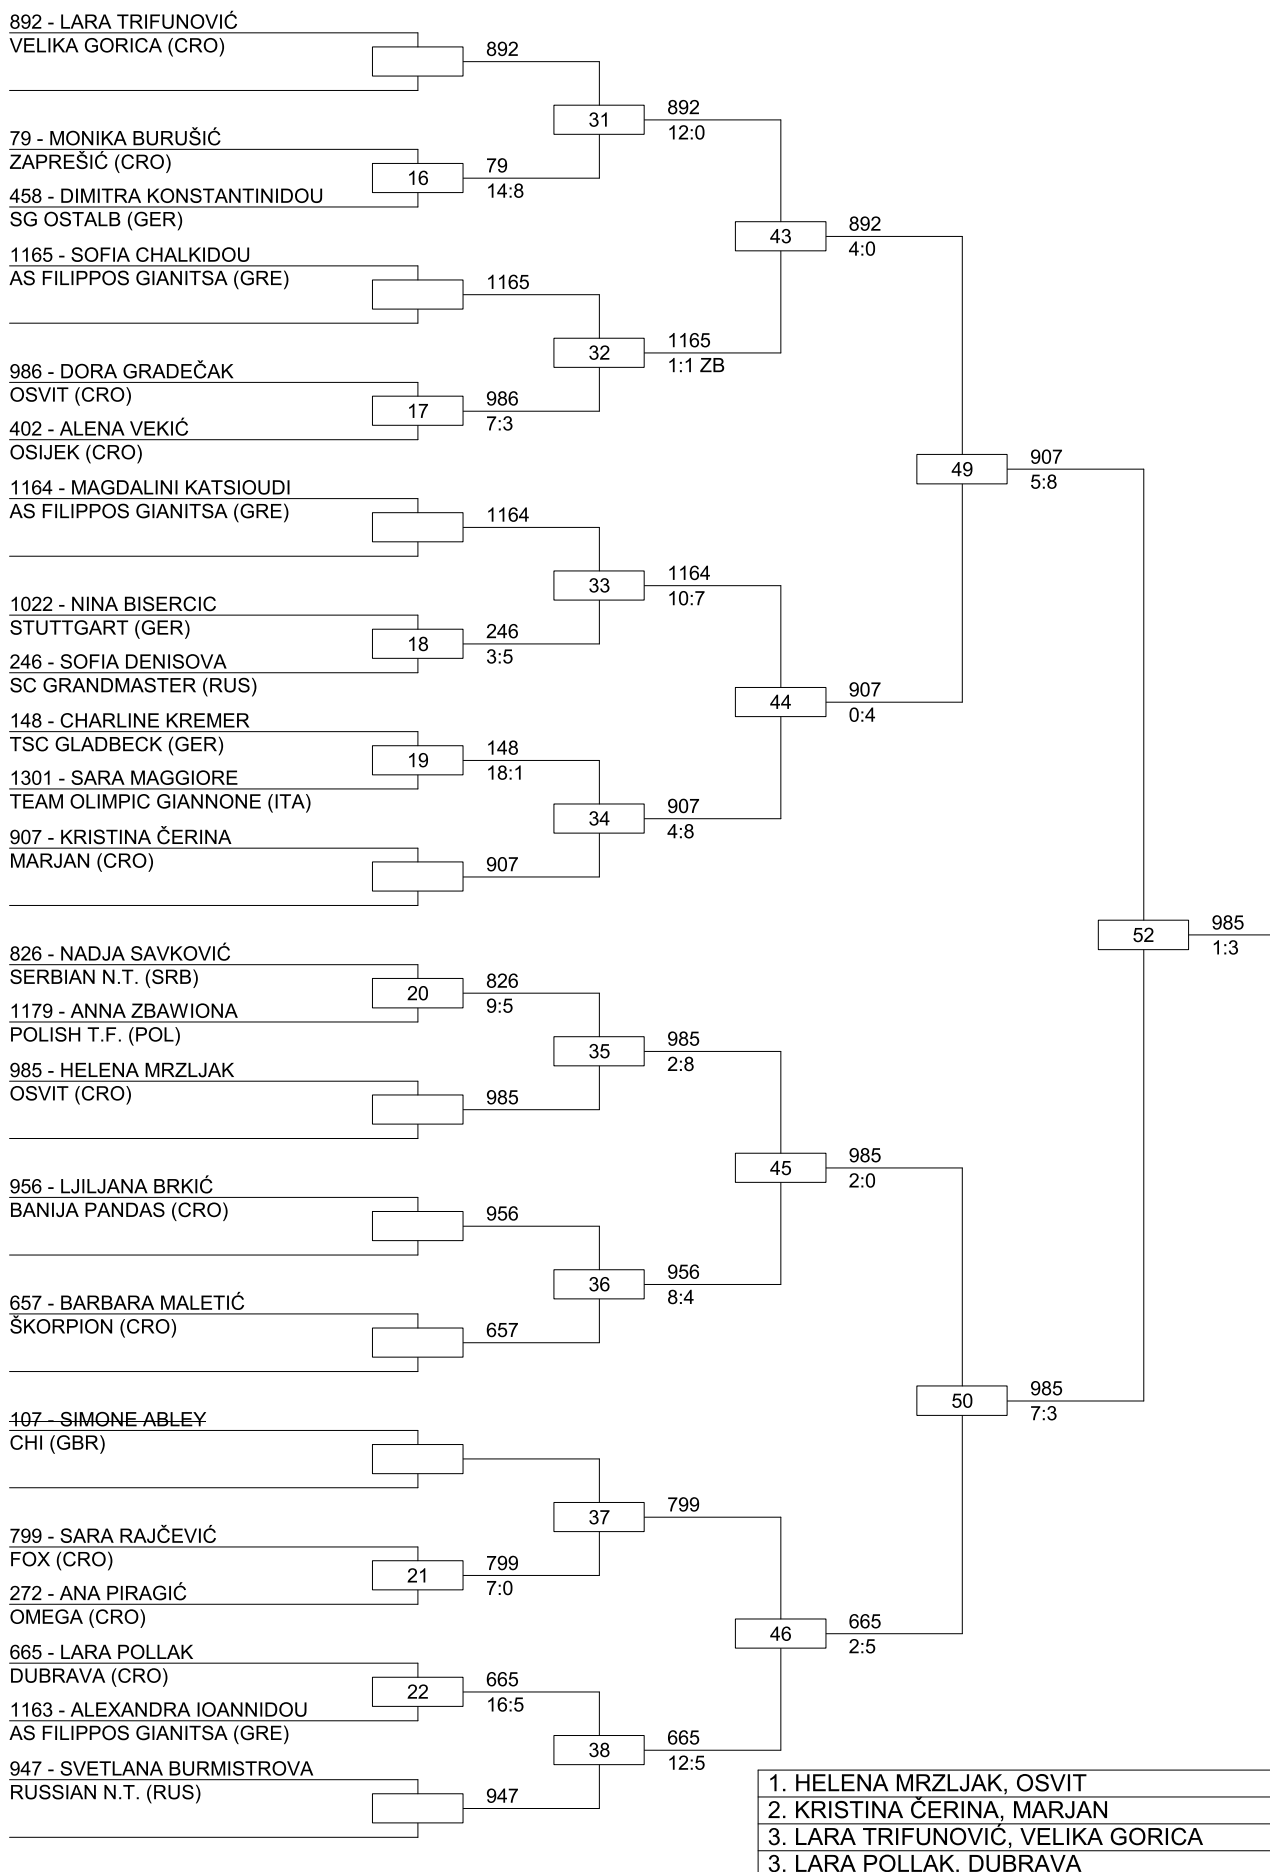 892 - LARA TRIFUNOVIĆ
VELIKA GORICA (CRO)
892
31
892
12:0
79 - MONIKA BURUŠIĆ
ZAPREŠIĆ (CRO)
16
79
14:8
458 - DIMITRA KONSTANTINIDOU
SG OSTALB (GER)
43
892
4:0
1165 - SOFIA CHALKIDOU
AS FILIPPOS GIANITSA (GRE)
1165
32
1165
1:1 ZB
986 - DORA GRADEČAK
OSVIT (CRO)
17
986
7:3
402 - ALENA VEKIĆ
OSIJEK (CRO)
49
907
5:8
1164 - MAGDALINI KATSIOUDI
AS FILIPPOS GIANITSA (GRE)
1164
33
1164
10:7
1022 - NINA BISERCIC
STUTTGART (GER)
18
246
3:5
246 - SOFIA DENISOVA
SC GRANDMASTER (RUS)
44
907
0:4
148 - CHARLINE KREMER
TSC GLADBECK (GER)
19
148
18:1
1301 - SARA MAGGIORE
TEAM OLIMPIC GIANNONE (ITA)
34
907
4:8
907 - KRISTINA ČERINA
MARJAN (CRO)
907
52
985
1:3
826 - NADJA SAVKOVIĆ
SERBIAN N.T. (SRB)
20
826
9:5
1179 - ANNA ZBAWIONA
POLISH T.F. (POL)
35
985
2:8
985 - HELENA MRZLJAK
OSVIT (CRO)
985
45
985
2:0
956 - LJILJANA BRKIĆ
BANIJA PANDAS (CRO)
956
36
956
8:4
657 - BARBARA MALETIĆ
ŠKORPION (CRO)
657
50
985
7:3
107 - SIMONE ABLEY
CHI (GBR)
37
799
799 - SARA RAJČEVIĆ
FOX (CRO)
21
799
7:0
272 - ANA PIRAGIĆ
OMEGA (CRO)
46
665
2:5
665 - LARA POLLAK
DUBRAVA (CRO)
22
665
16:5
1163 - ALEXANDRA IOANNIDOU
AS FILIPPOS GIANITSA (GRE)
38
665
12:5
947 - SVETLANA BURMISTROVA
RUSSIAN N.T. (RUS)
947
1. HELENA MRZLJAK, OSVIT
2. KRISTINA ČERINA, MARJAN
3. LARA TRIFUNOVIĆ, VELIKA GORICA
3. LARA POLLAK, DUBRAVA